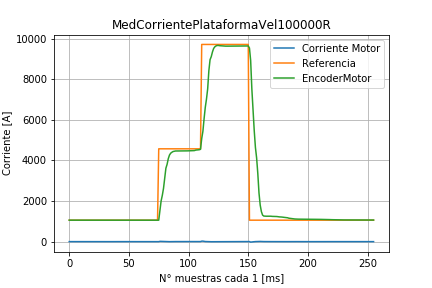 MedCorrientePlataformaVel100000R
Corriente Motor
Referencia
EncoderMotor
Corriente [A]
10000
8000
6000
4000
2000
0
0 50 100 150 200 250
N° muestras cada 1 [ms]